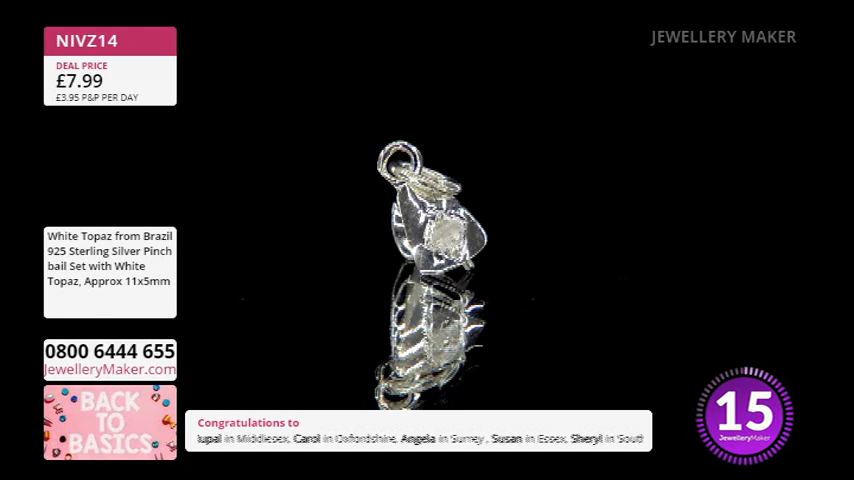 NIVZ14
JEWELLERY MAKER
DEAL PRICE
£7.99
£3.95 P&P PER DAY
White Topaz from Brazil
925 Sterling Silver Pinch
bail Set with White
Topaz, Approx 11x5mm
0800 6444 655
JewelleryMaker.com
BACK
TO
BASICS
Congratulations to
in Middlesex, Carol in Oxfordshire, Angela in Surrey, Susan in Essex, Sheryl in South
15
JewelleryMaker